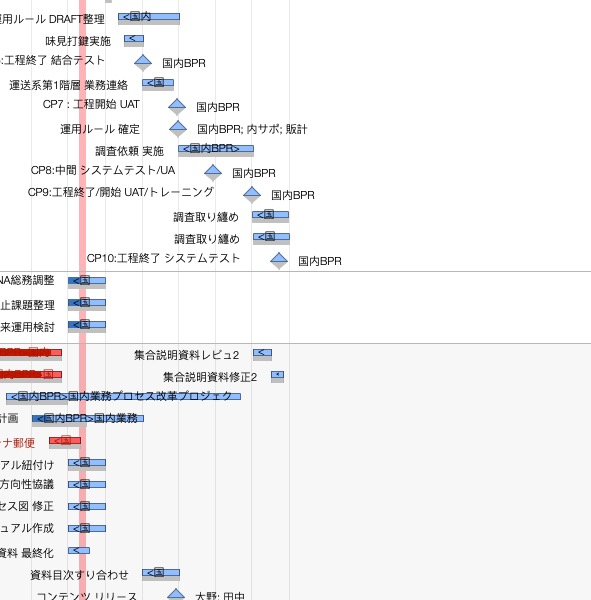 用ルール DRAFT整理 <国内
味見打鍵実施 <
:工程終了 結合テスト 国内BPR
運送系第1階層 業務連絡 <国
CP7 : 工程開始 UAT 国内BPR
運用ルール 確定 国内BPR; 内サポ; 販計
調査依頼 実施 <国内BPR>
CP8:中間 システムテスト/UA 国内BPR
CP9:工程終了/開始 UAT/トレーニング 国内BPR
調査取り纏め <国
調査取り纏め <国
CP10:工程終了 システムテスト 国内BPR
NA総務調整 <国
止課題整理 <国
来運用検討 <国
集合説明資料レビュ2 <
集合説明資料修正2
<国内BPR>国内業務プロセス改革プロジェク
計画 <国内BPR>国内業務
ナ郵便 <国
アル紐付け <国
方向性協議 <国
セス図 修正 <国
ュアル作成 <国
資料 最終化 <
資料目次すり合わせ <国
コンテンツ リリース 大野; 田中